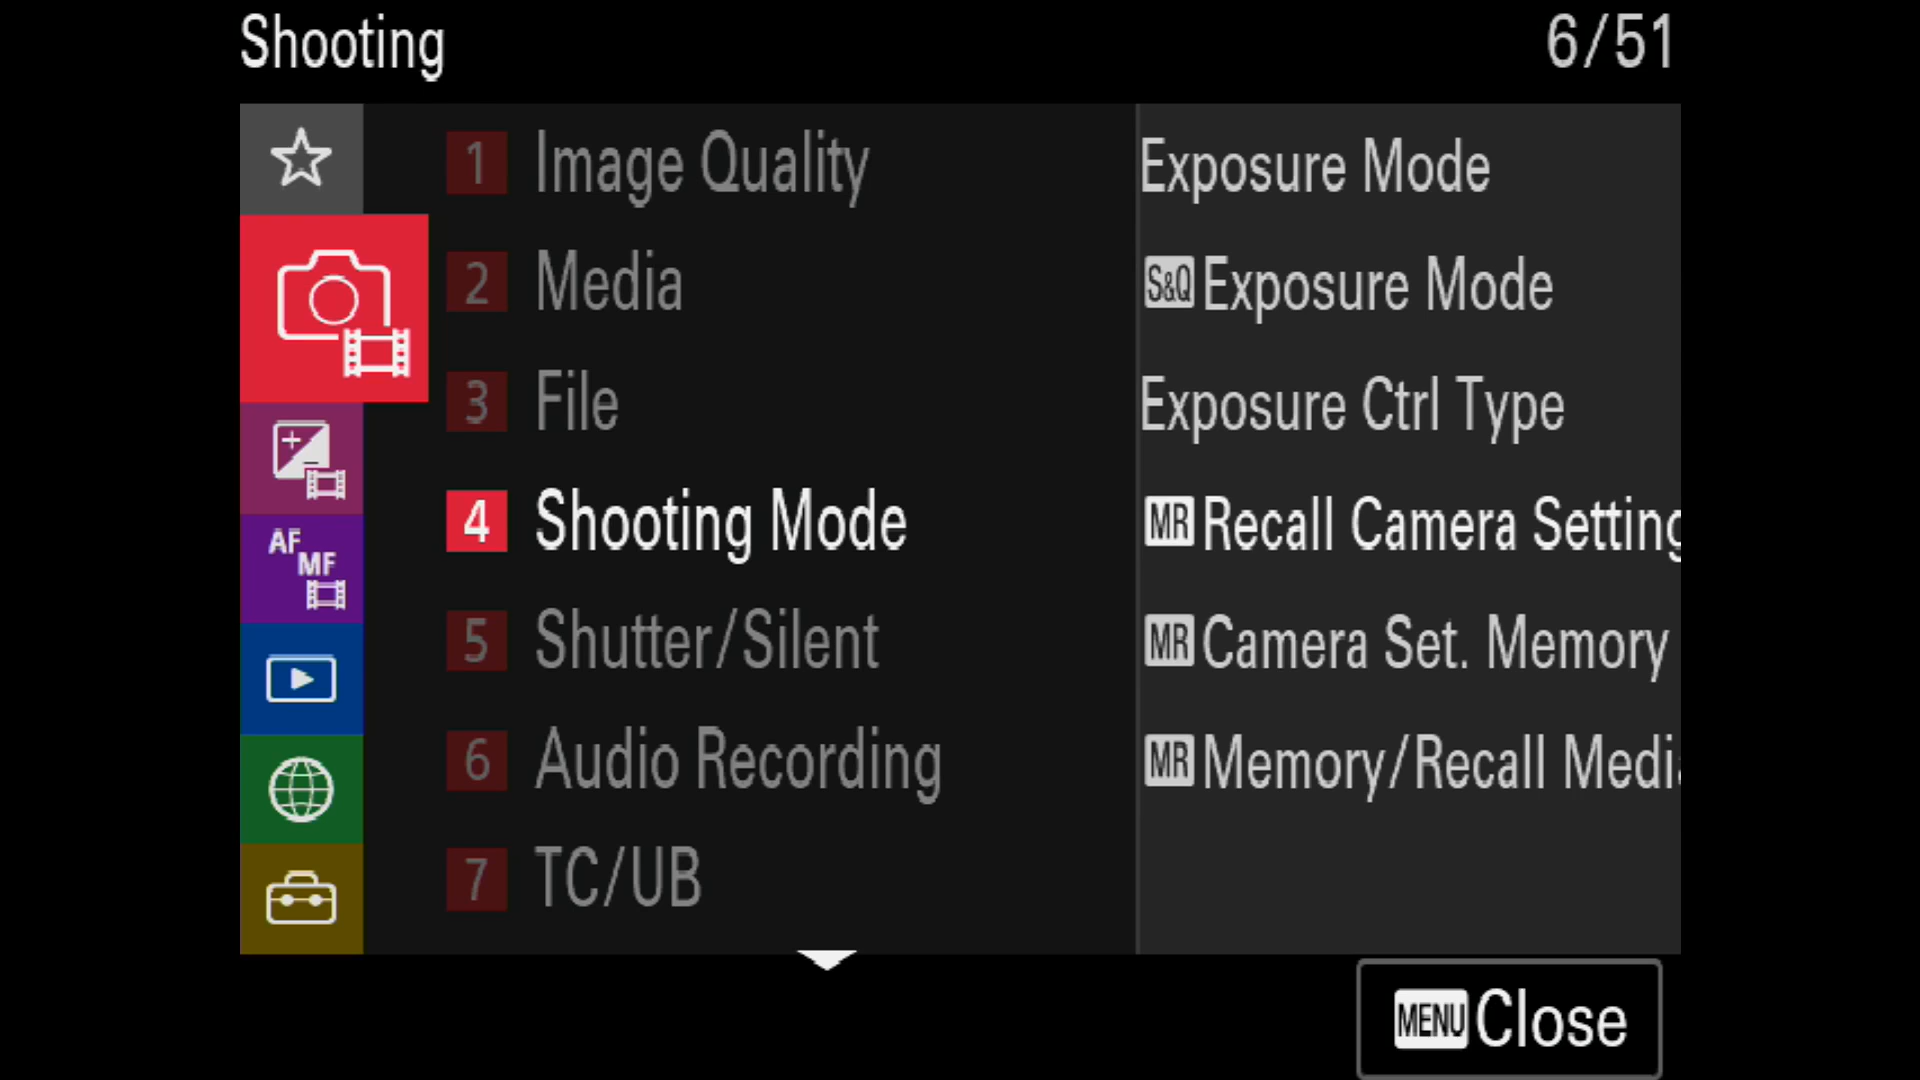 Shooting
6/51
1 Image Quality
2 Media
3 File
4 Shooting Mode
5 Shutter/Silent
6 Audio Recording
7 TC/UB
AF
MF
Exposure Mode
S&Q Exposure Mode
Exposure Ctrl Type
MR Recall Camera Setting
MR Camera Set. Memory
MR Memory/Recall Medi
MENU Close